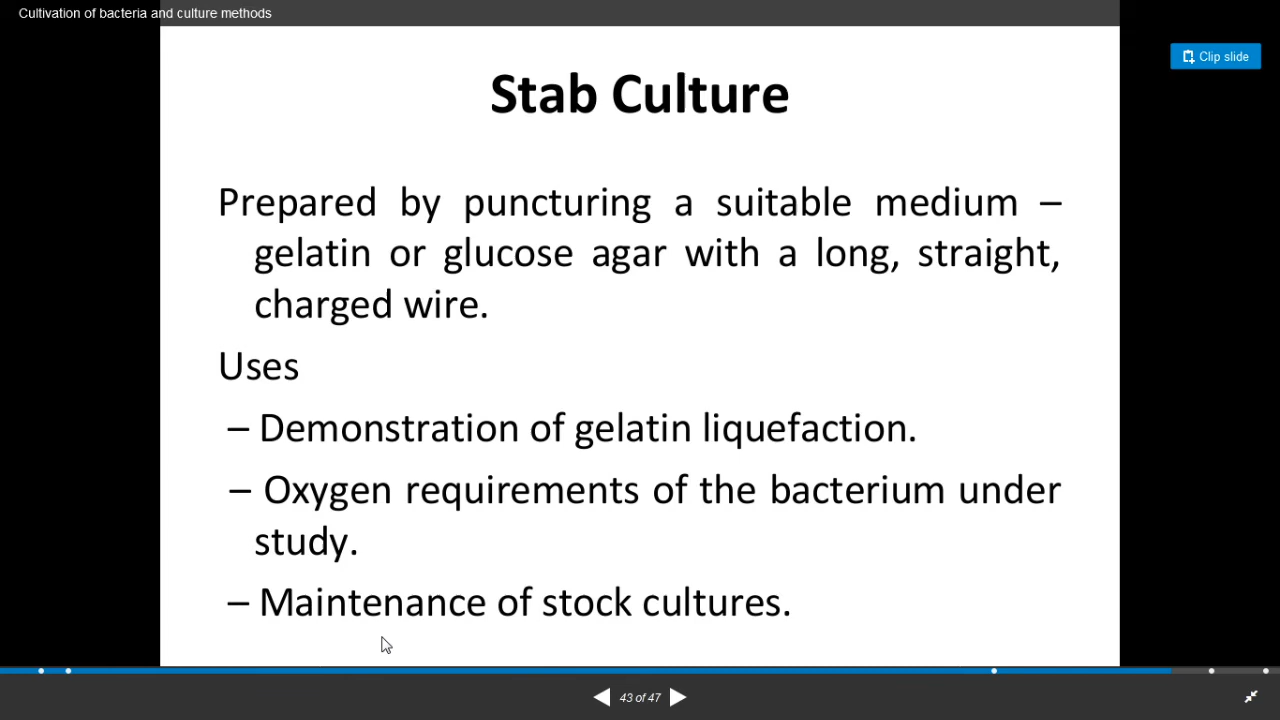 Cultivation of bacteria and culture methods
Clip slide
Stab Culture
Prepared by puncturing a suitable medium –
gelatin or glucose agar with a long, straight,
charged wire.
Uses
– Demonstration of gelatin liquefaction.
– Oxygen requirements of the bacterium under
study.
– Maintenance of stock cultures.
43 of 47